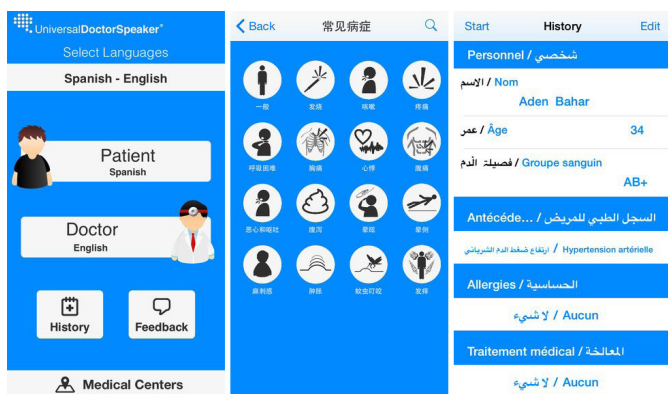 UniversalDoctorSpeaker®
Select Languages
Spanish - English
Patient
Spanish
Doctor
English
History
Feedback
Medical Centers
Back
常见病症
一般
发烧
咳嗽
疼痛
呼吸困难
胸痛
心悸
腹痛
恶心和呕吐
腹泻
晕眩
晕倒
麻刺感
肿胀
蚊虫叮咬
发痒
Start
History
Edit
Personnel / شخصي
الاسم / Nom
Aden Bahar
عمر / Âge
34
فصيلة الدم / Groupe sanguin
AB+
Antécéde... / السجل الطبي للمريض
ارتفاع ضغط الدم الشرياني / Hypertension artérielle
Allergies / الحساسية
لا شيء / Aucun
Traitement médical / المعالخة
لا شيء / Aucun